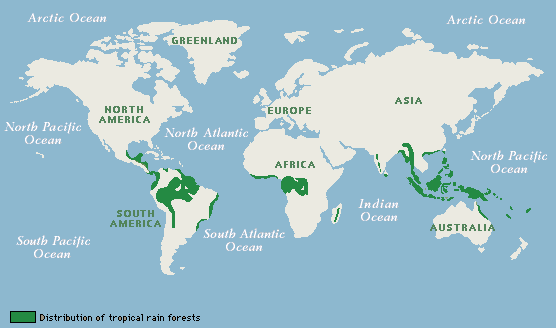 Arctic Ocean
Arctic Ocean
GREENLAND
ASIA
NORTH
AMERICA
EUROPE
North Pacific
Ocean
North Atlantic
Ocean
AFRICA
North Pacific
Ocean
Indian
Ocean
SOUTH
AMERICA
AUSTRALIA
South Pacific
Ocean
South Atlantic
Ocean
Distribution of tropical rain forests